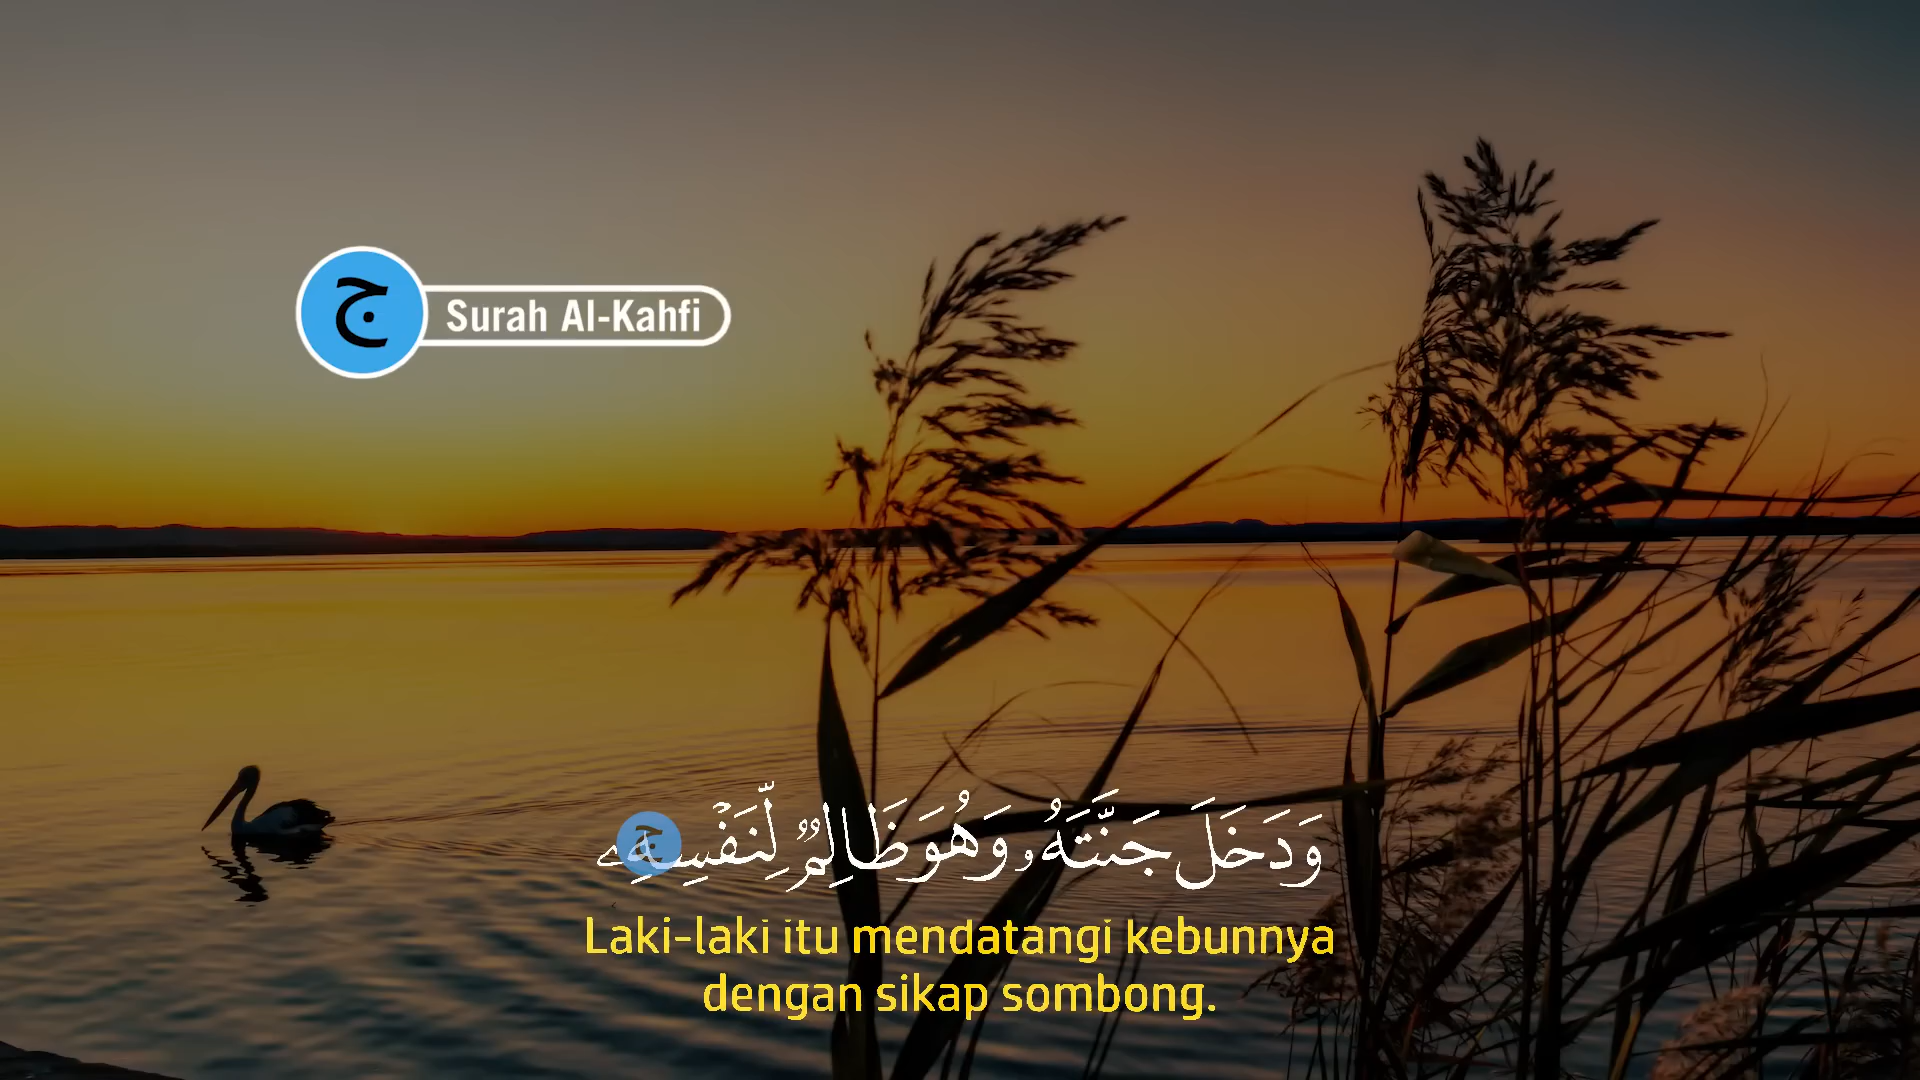 ج
Surah Al-Kahfi
وَدَخَلَ جَنَّتَهُۥ وَهُوَ ظَالِمٌ لِّنَفْسِهِۦ
ج
Laki-laki itu mendatangi kebunnya
dengan sikap sombong.